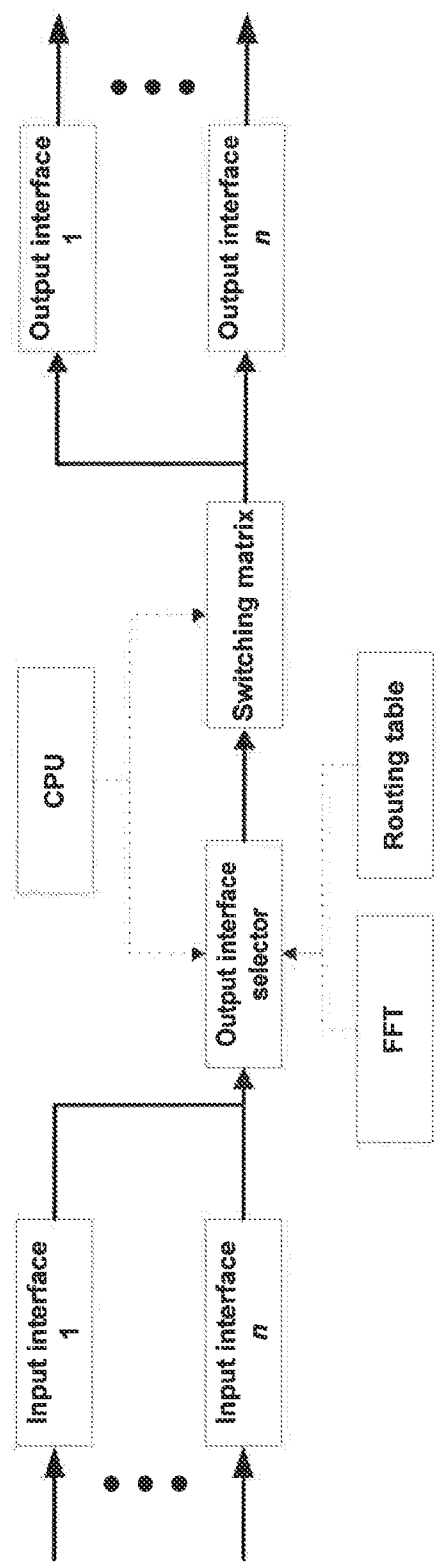 Input interface
1
Input interface
n
CPU
Output interface
selector
Switching matrix
FFT
Routing table
Output interface
1
Output interface
n